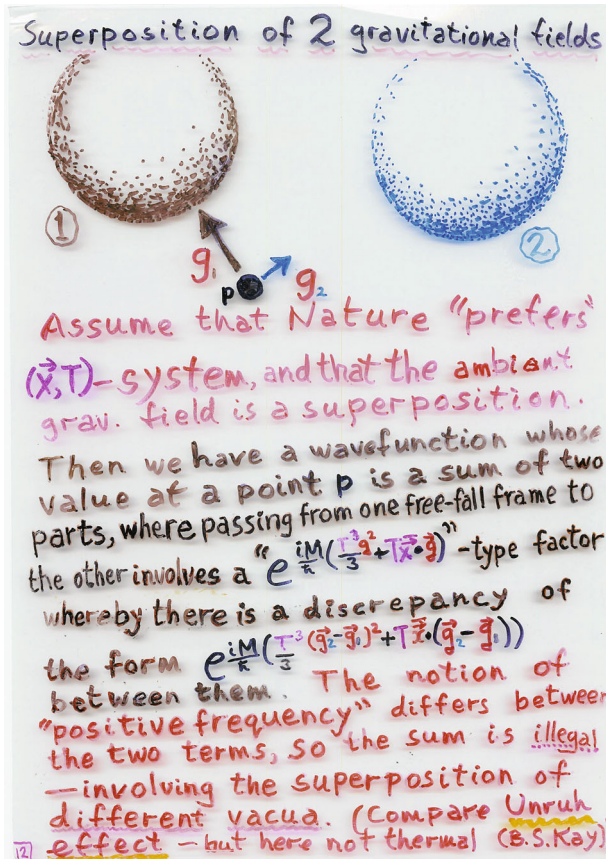 Superposition of 2 gravitational fields
①
②
g₁
p
g₂
Assume that Nature "prefers"
(x⃗,T)-system, and that the ambient
grav. field is a superposition.
Then we have a wavefunction whose
value at a point p is a sum of two
parts, where passing from one free-fall frame to
the other involves a "e^{iM/ħ(T³/3 g⃗² + Tx⃗•g⃗)}"-type factor
whereby there is a discrepancy of
the form e^{iM/ħ(T³/3 (g⃗₂-g⃗₁)² + Tx⃗•(g⃗₂-g⃗₁))}
between them. The notion of
"positive frequency" differs between
the two terms, so the sum is illegal
—involving the superposition of
different vacua. (Compare Unruh
effect – but here not thermal (B.S.Kay)
12